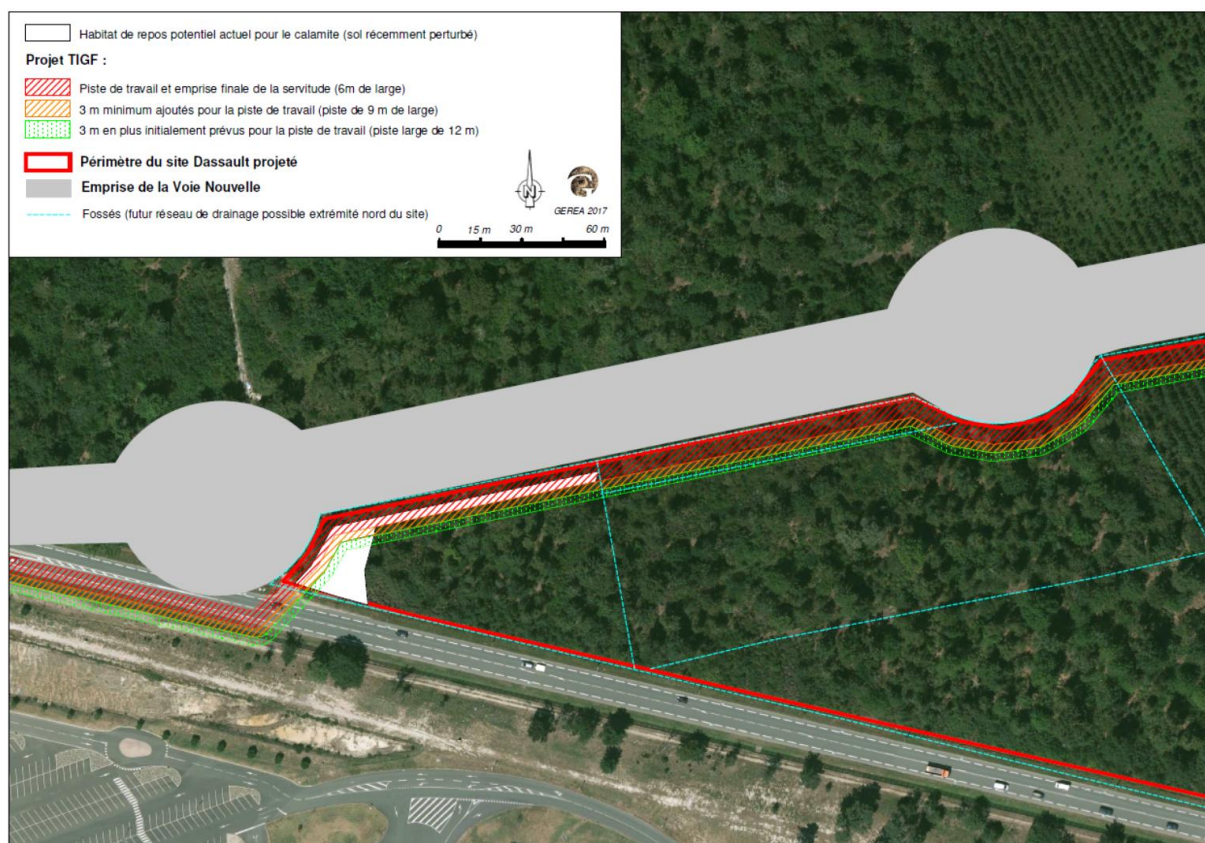 Habitat de repos potentiel actuel pour le calamite (sol récemment perturbé)
Projet TIGF :
Piste de travail et emprise finale de la servitude (6m de large)
3 m minimum ajoutés pour la piste de travail (piste de 9 m de large)
3 m en plus initialement prévus pour la piste de travail (piste large de 12 m)
Périmètre du site Dassault projeté
Emprise de la Voie Nouvelle
Fossés (futur réseau de drainage possible extrémité nord du site)
N
GEREA 2017
0 15 m 30 m 60 m